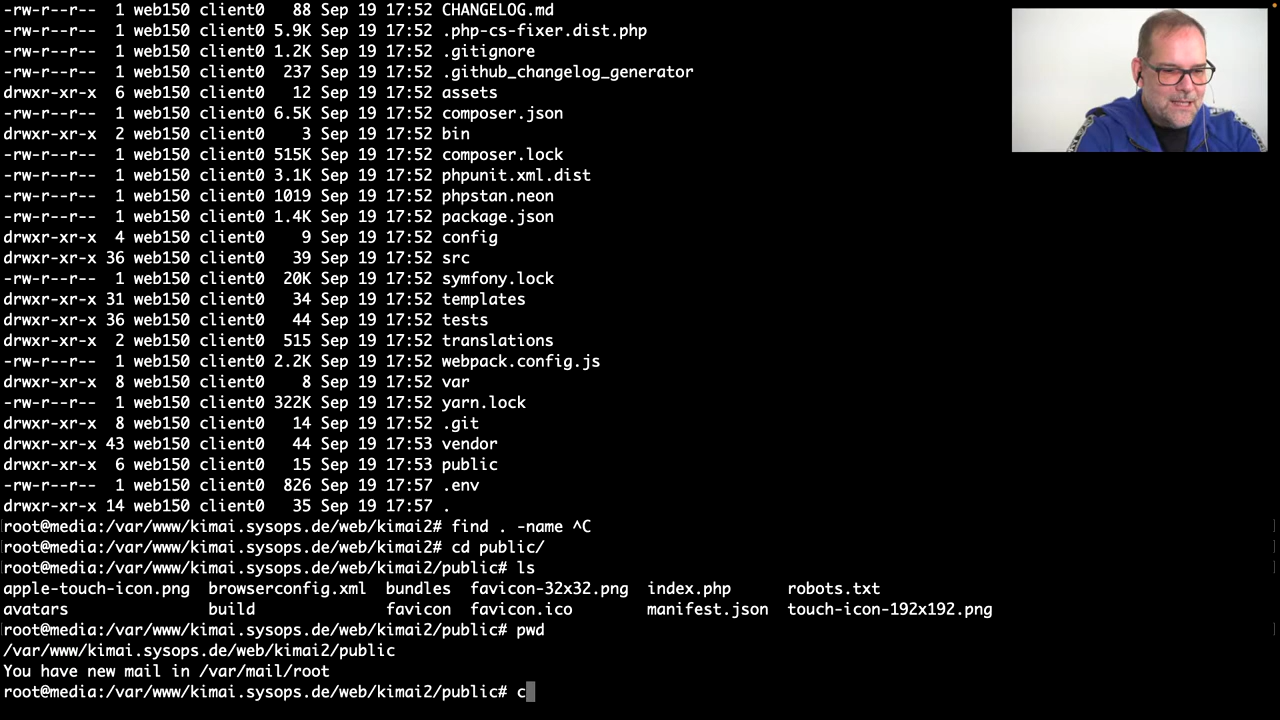 -rw-r--r-- 1 web150 client0 88 Sep 19 17:52 CHANGELOG.md
-rw-r--r-- 1 web150 client0 5.9K Sep 19 17:52 .php-cs-fixer.dist.php
-rw-r--r-- 1 web150 client0 1.2K Sep 19 17:52 .gitignore
-rw-r--r-- 1 web150 client0 237 Sep 19 17:52 .github_changelog_generator
drwxr-xr-x 6 web150 client0 12 Sep 19 17:52 assets
-rw-r--r-- 1 web150 client0 6.5K Sep 19 17:52 composer.json
drwxr-xr-x 2 web150 client0 3 Sep 19 17:52 bin
-rw-r--r-- 1 web150 client0 515K Sep 19 17:52 composer.lock
-rw-r--r-- 1 web150 client0 3.1K Sep 19 17:52 phpunit.xml.dist
-rw-r--r-- 1 web150 client0 1019 Sep 19 17:52 phpstan.neon
-rw-r--r-- 1 web150 client0 1.4K Sep 19 17:52 package.json
drwxr-xr-x 4 web150 client0 9 Sep 19 17:52 config
drwxr-xr-x 36 web150 client0 39 Sep 19 17:52 src
-rw-r--r-- 1 web150 client0 20K Sep 19 17:52 symfony.lock
drwxr-xr-x 31 web150 client0 34 Sep 19 17:52 templates
drwxr-xr-x 36 web150 client0 44 Sep 19 17:52 tests
drwxr-xr-x 2 web150 client0 515 Sep 19 17:52 translations
-rw-r--r-- 1 web150 client0 2.2K Sep 19 17:52 webpack.config.js
drwxr-xr-x 8 web150 client0 8 Sep 19 17:52 var
-rw-r--r-- 1 web150 client0 322K Sep 19 17:52 yarn.lock
drwxr-xr-x 8 web150 client0 14 Sep 19 17:52 .git
drwxr-xr-x 43 web150 client0 44 Sep 19 17:53 vendor
drwxr-xr-x 6 web150 client0 15 Sep 19 17:53 public
-rw-r--r-- 1 web150 client0 826 Sep 19 17:57 .env
drwxr-xr-x 14 web150 client0 35 Sep 19 17:57 .
root@media:/var/www/kimai.sysops.de/web/kimai2# find . -name ^C
root@media:/var/www/kimai.sysops.de/web/kimai2# cd public/
root@media:/var/www/kimai.sysops.de/web/kimai2/public# ls
apple-touch-icon.png browserconfig.xml bundles favicon-32x32.png index.php robots.txt
avatars build favicon favicon.ico manifest.json touch-icon-192x192.png
root@media:/var/www/kimai.sysops.de/web/kimai2/public# pwd
/var/www/kimai.sysops.de/web/kimai2/public
You have new mail in /var/mail/root
root@media:/var/www/kimai.sysops.de/web/kimai2/public# c